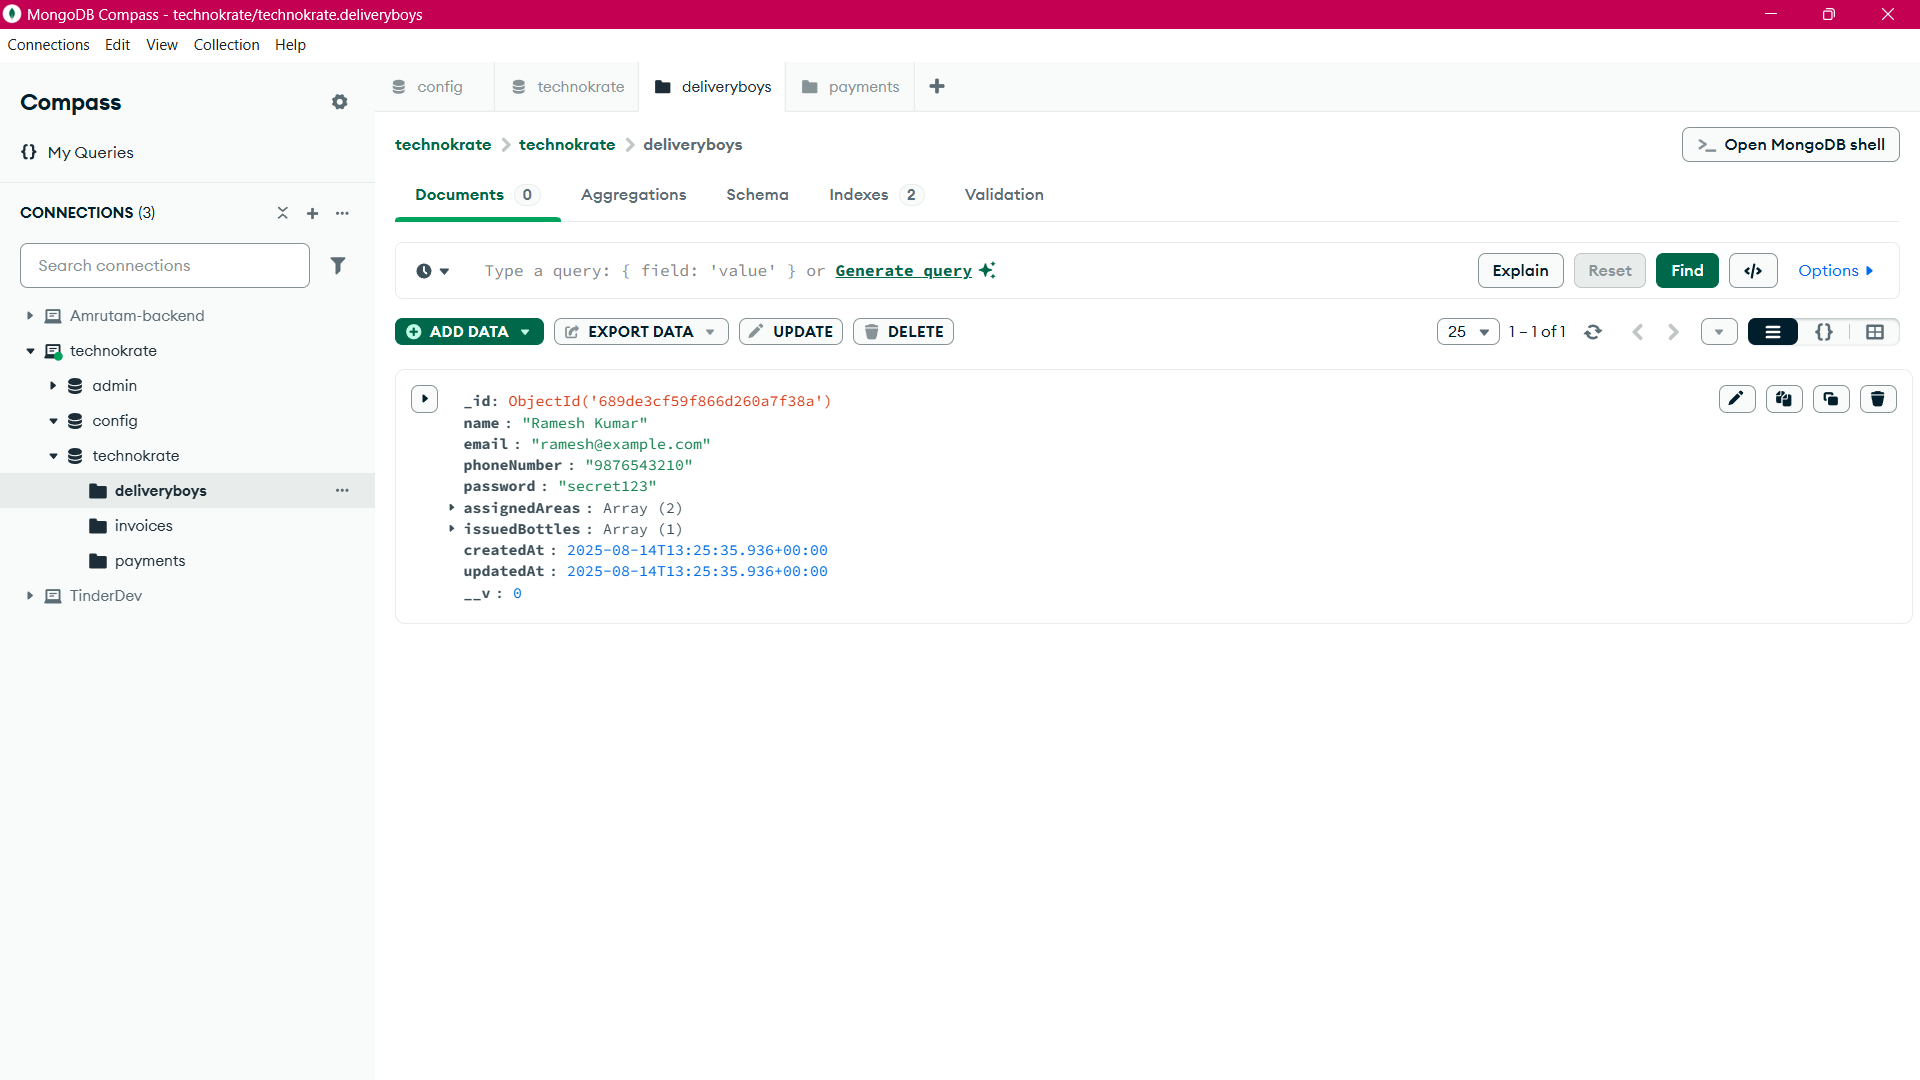 MongoDB Compass - technokrate/technokrate.deliveryboys
Connections Edit View Collection Help
Compass
{} My Queries
CONNECTIONS (3)
Search connections
Amrutam-backend
technokrate
admin
config
technokrate
deliveryboys
invoices
payments
TinderDev
config technokrate deliveryboys payments
technokrate > technokrate > deliveryboys
>_ Open MongoDB shell
Documents 0 Aggregations Schema Indexes 2 Validation
Type a query: { field: 'value' } or Generate query
Explain Reset Find </> Options
ADD DATA EXPORT DATA UPDATE DELETE
25 1 – 1 of 1 {}
_id: ObjectId('689de3cf59f866d260a7f38a')
name : "Ramesh Kumar"
email : "ramesh@example.com"
phoneNumber : "9876543210"
password : "secret123"
assignedAreas : Array (2)
issuedBottles : Array (1)
createdAt : 2025-08-14T13:25:35.936+00:00
updatedAt : 2025-08-14T13:25:35.936+00:00
__v : 0